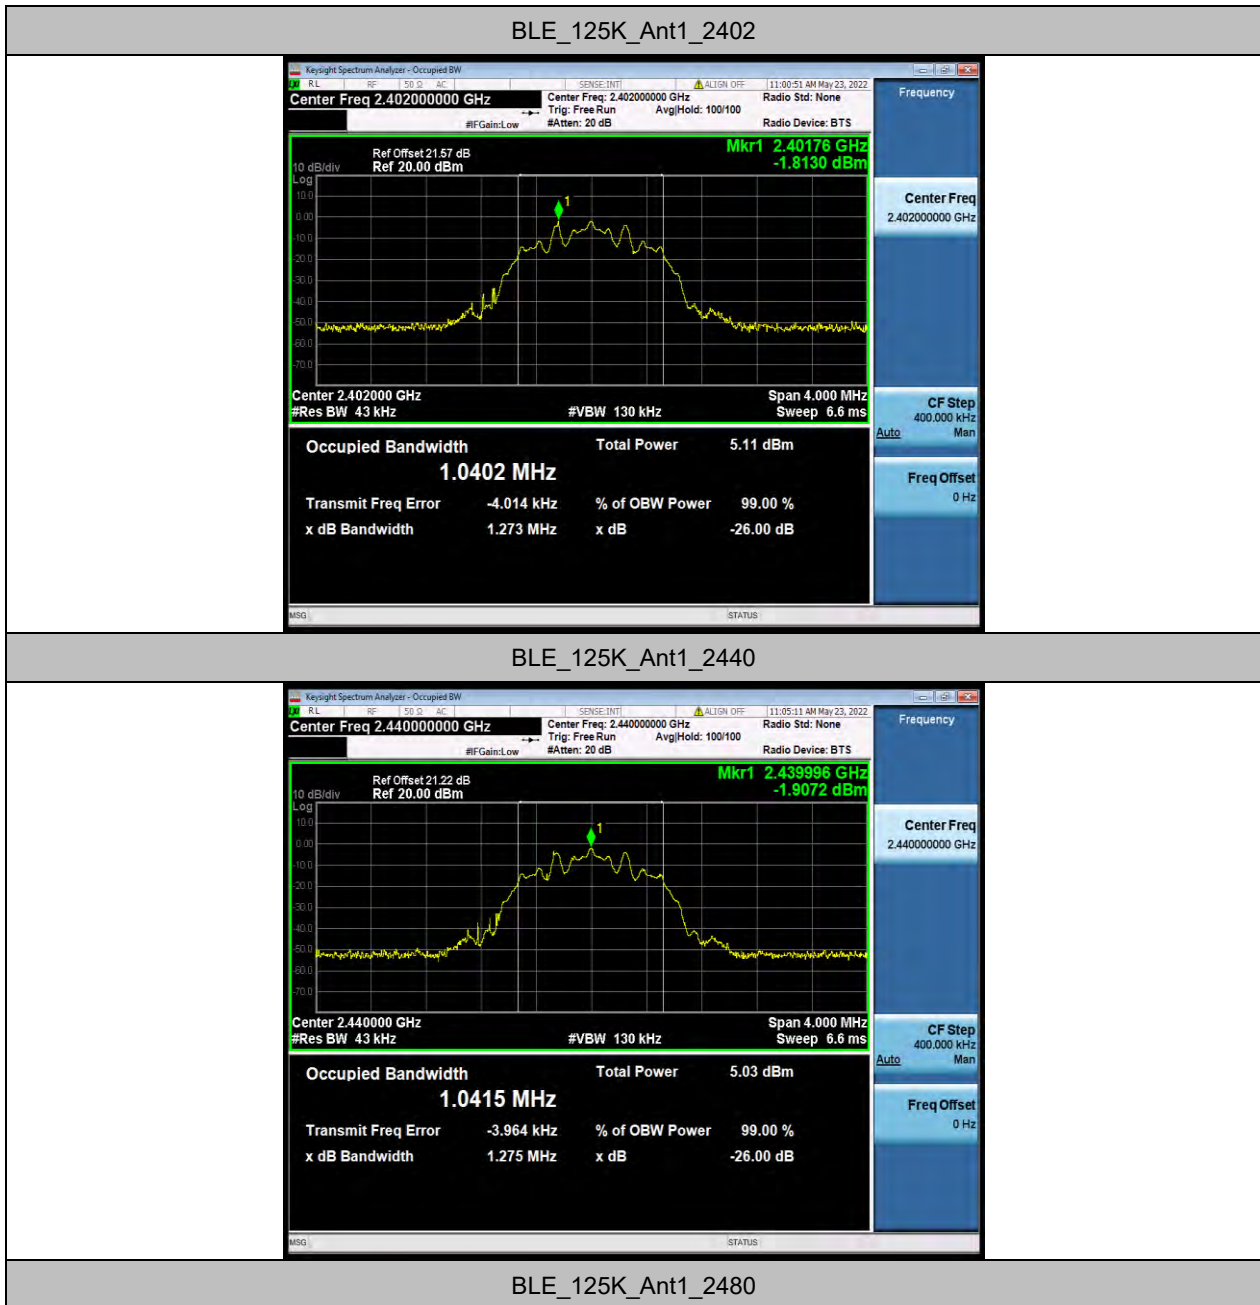 BLE_125K_Ant1_2402
Keysight Spectrum Analyzer - Occupied BW
RL RF 50 Ω AC SENSE:INT ALIGN OFF 11:00:51 AM May 23, 2022
Center Freq 2.402000000 GHz Center Freq: 2.402000000 GHz Radio Std: None Frequency
Trig: Free Run Avg|Hold: 100/100
#IFGain:Low #Atten: 20 dB Radio Device: BTS
Ref Offset 21.57 dB Mkr1 2.40176 GHz
10 dB/div Ref 20.00 dBm -1.8130 dBm
Log
10.0
0.00
-10.0
-20.0
-30.0
-40.0
-50.0
-60.0
-70.0
1
Center Freq
2.402000000 GHz
Center 2.402000 GHz Span 4.000 MHz
#Res BW 43 kHz #VBW 130 kHz Sweep 6.6 ms
CF Step
400.000 kHz
Auto Man
Occupied Bandwidth Total Power 5.11 dBm
1.0402 MHz
Freq Offset
0 Hz
Transmit Freq Error -4.014 kHz % of OBW Power 99.00 %
x dB Bandwidth 1.273 MHz x dB -26.00 dB
MSG STATUS
BLE_125K_Ant1_2440
Keysight Spectrum Analyzer - Occupied BW
RL RF 50 Ω AC SENSE:INT ALIGN OFF 11:05:11 AM May 23, 2022
Center Freq 2.440000000 GHz Center Freq: 2.440000000 GHz Radio Std: None Frequency
Trig: Free Run Avg|Hold: 100/100
#IFGain:Low #Atten: 20 dB Radio Device: BTS
Ref Offset 21.22 dB Mkr1 2.439996 GHz
10 dB/div Ref 20.00 dBm -1.9072 dBm
Log
10.0
0.00
-10.0
-20.0
-30.0
-40.0
-50.0
-60.0
-70.0
1
Center Freq
2.440000000 GHz
Center 2.440000 GHz Span 4.000 MHz
#Res BW 43 kHz #VBW 130 kHz Sweep 6.6 ms
CF Step
400.000 kHz
Auto Man
Occupied Bandwidth Total Power 5.03 dBm
1.0415 MHz
Freq Offset
0 Hz
Transmit Freq Error -3.964 kHz % of OBW Power 99.00 %
x dB Bandwidth 1.275 MHz x dB -26.00 dB
MSG STATUS
BLE_125K_Ant1_2480